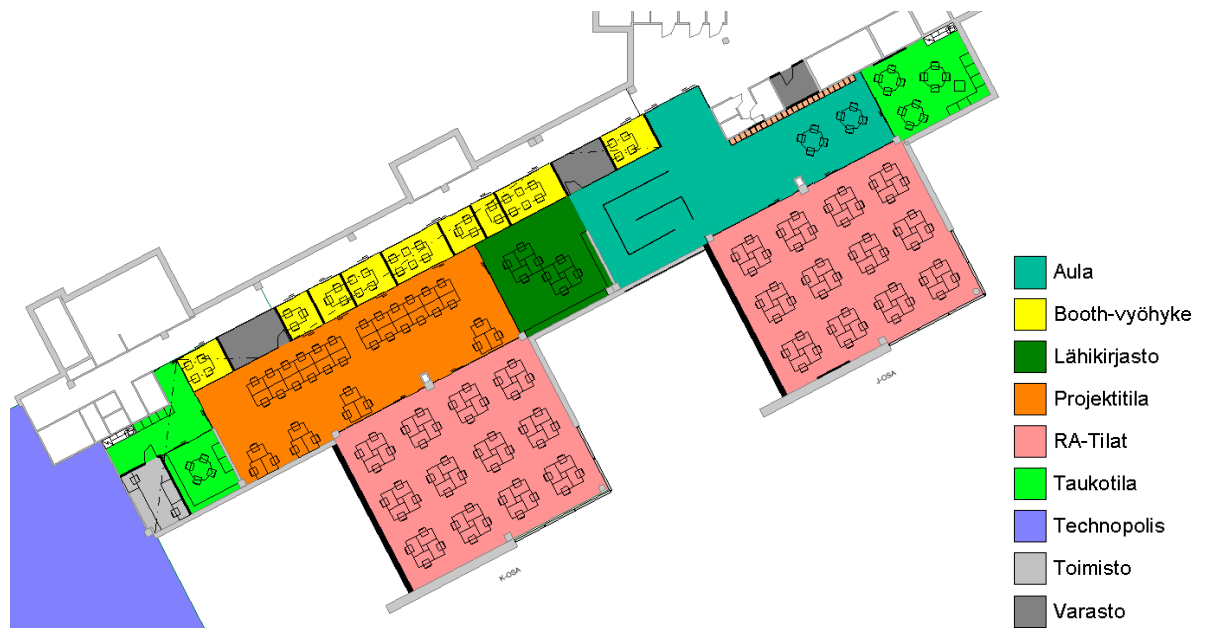 Aula
Booth-vyöhyke
Lähikirjasto
Projektitila
RA-Tilat
Taukotila
Technopolis
Toimisto
Varasto
J-OSA
K-OSA